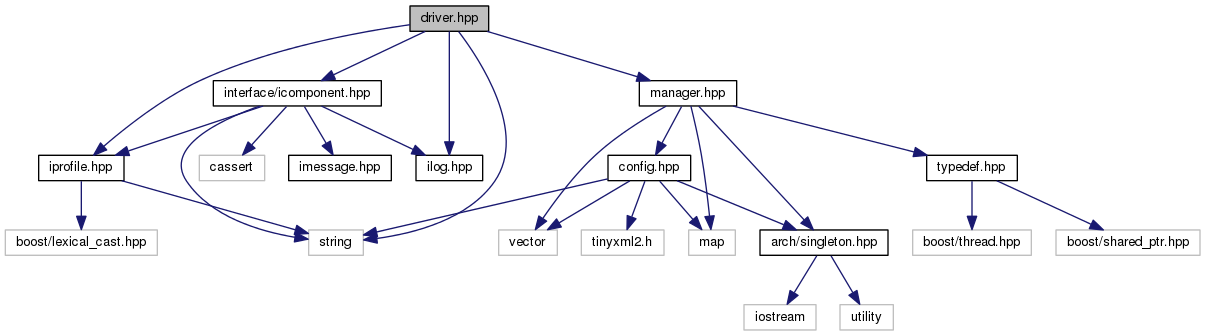 driver.hpp
interface/icomponent.hpp
manager.hpp
iprofile.hpp
cassert
imessage.hpp
ilog.hpp
config.hpp
typedef.hpp
boost/lexical_cast.hpp
string
vector
tinyxml2.h
map
arch/singleton.hpp
boost/thread.hpp
boost/shared_ptr.hpp
iostream
utility